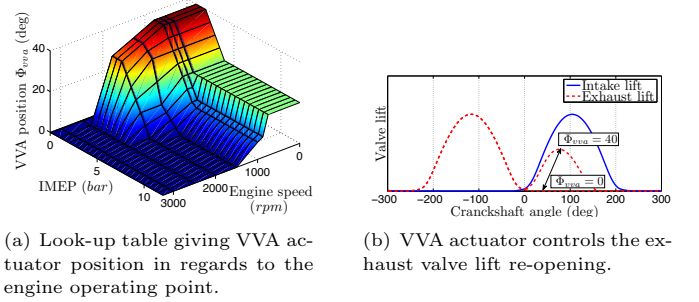 VVA position Φvva (deg)
40
20
0
5
10
IMEP (bar)
3000
2000
1000
0
Engine speed
(rpm)
Valve lift
Intake lift
Exhaust lift
Φvva = 40
Φvva = 0
−300 −200 −100 0 100 200 300
Cranckshaft angle (deg)
(a) Look-up table giving VVA ac-
tuator position in regards to the
engine operating point.
(b) VVA actuator controls the ex-
haust valve lift re-opening.